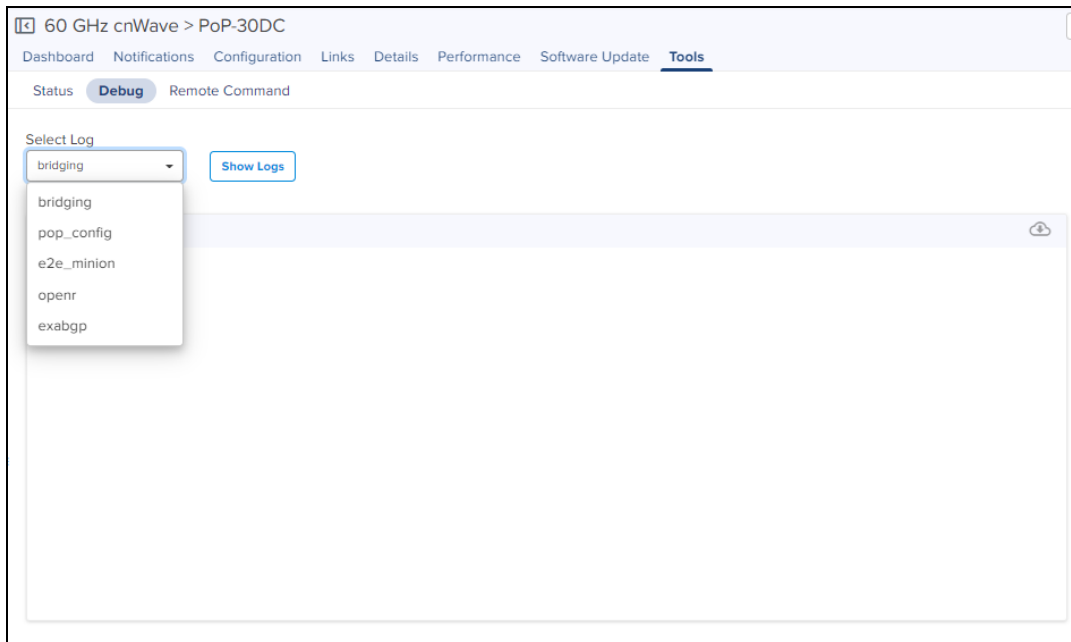 60 GHz cnWave > PoP-30DC
Dashboard Notifications Configuration Links Details Performance Software Update Tools
Status Debug Remote Command
Select Log
bridging Show Logs
bridging
pop_config
e2e_minion
openr
exabgp